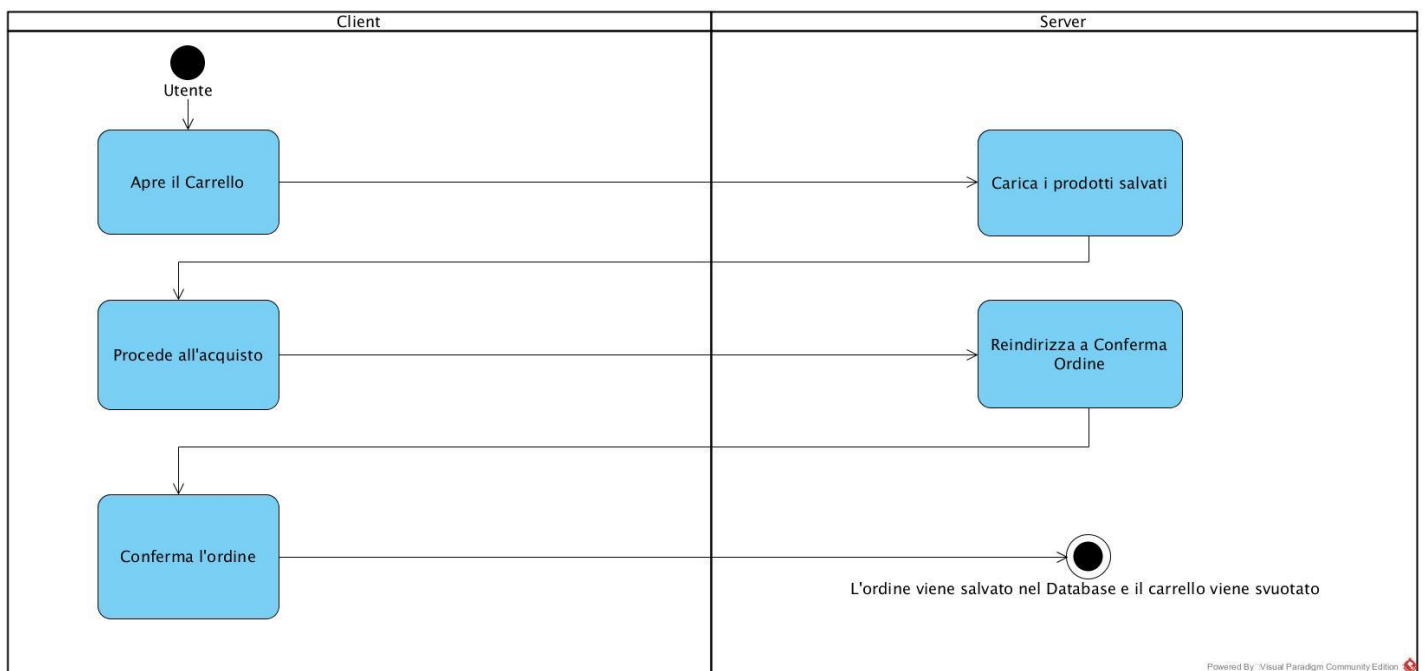 Client
Server
Utente
Apre il Carrello
Carica i prodotti salvati
Procede all'acquisto
Reindirizza a Conferma
Ordine
Conferma l'ordine
L'ordine viene salvato nel Database e il carrello viene svuotato
Powered By Visual Paradigm Community Edition